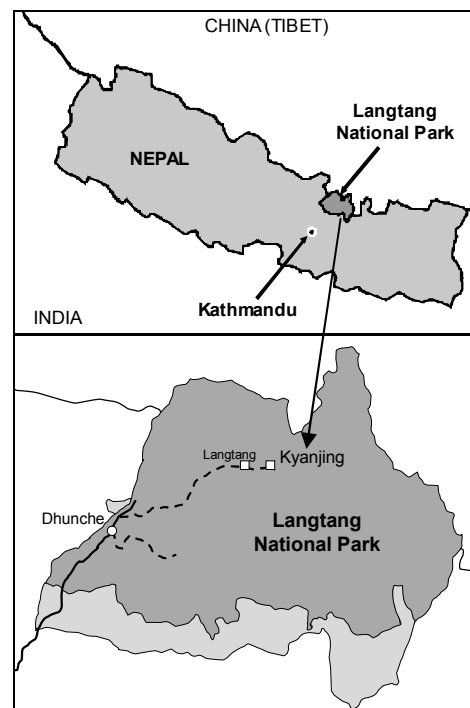 CHINA (TIBET)
Langtang
National Park
NEPAL
Kathmandu
INDIA
Langtang
Kyanjing
Dhunche
Langtang
National Park